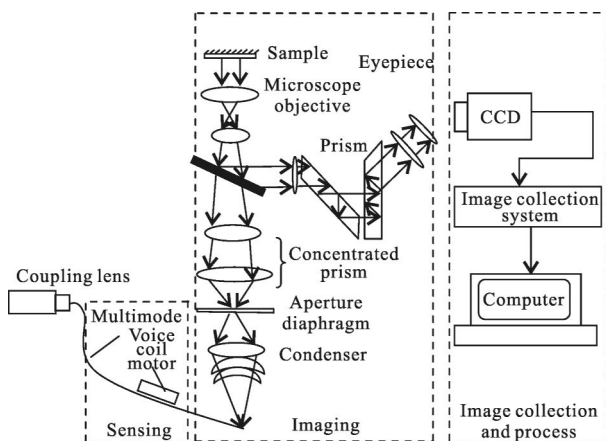 Sample
Microscope
objective
Eyepiece
Prism
CCD
Image collection
system
Computer
Concentrated
prism
Aperture
diaphragm
Condenser
Coupling lens
Multimode
Voice
coil
motor
Sensing
Imaging
Image collection
and process